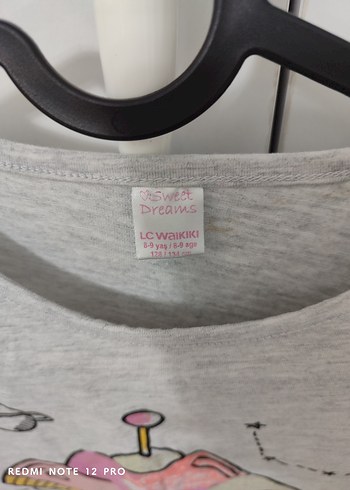 Sweet
Dreams
LC WAIKIKI
8-9 yaş / 8-9 age
REDMI NOTE 12 PRO